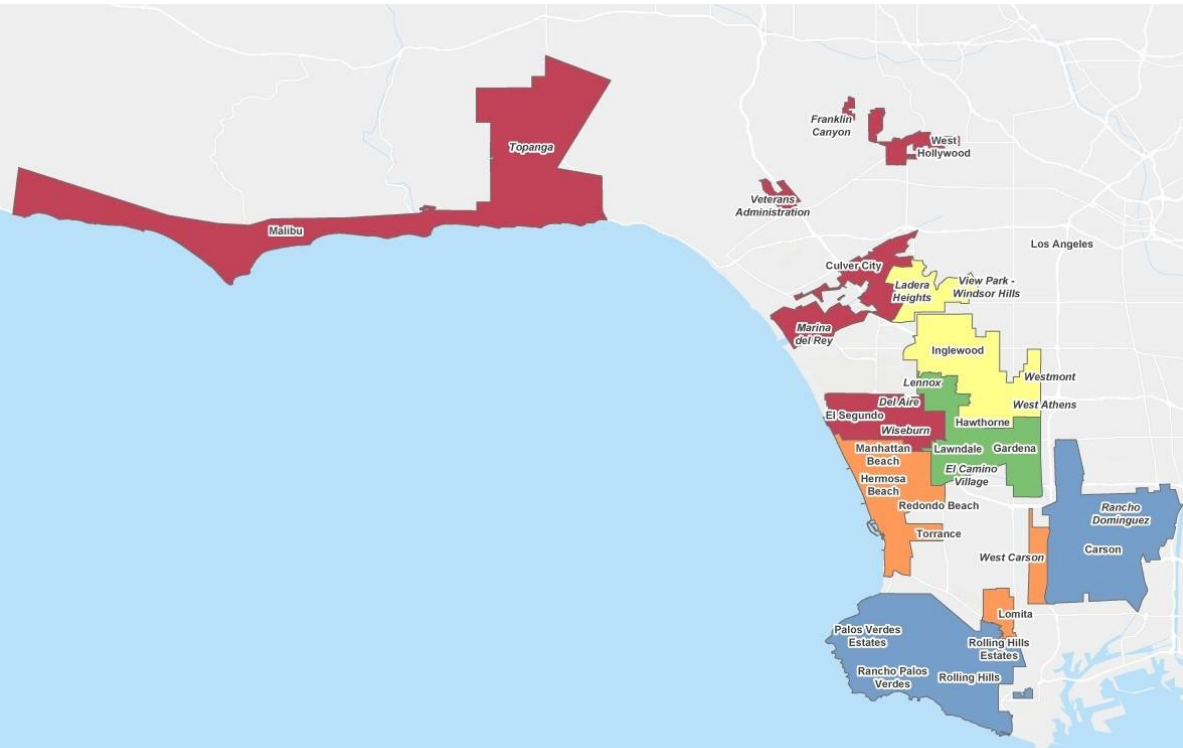 Franklin
Canyon
West
Hollywood
Topanga
Veterans
Administration
Malibu
Los Angeles
Culver City
Ladera
Heights
View Park -
Windsor Hills
Marina
del Rey
Inglewood
Lennox
Westmont
Del Aire
West Athens
El Segundo
Hawthorne
Wiseburn
Manhattan
Beach
Lawndale
Gardena
El Camino
Village
Hermosa
Beach
Redondo Beach
Rancho
Dominguez
Torrance
West Carson
Carson
Lomita
Palos Verdes
Estates
Rolling Hills
Estates
Rancho Palos
Verdes
Rolling Hills